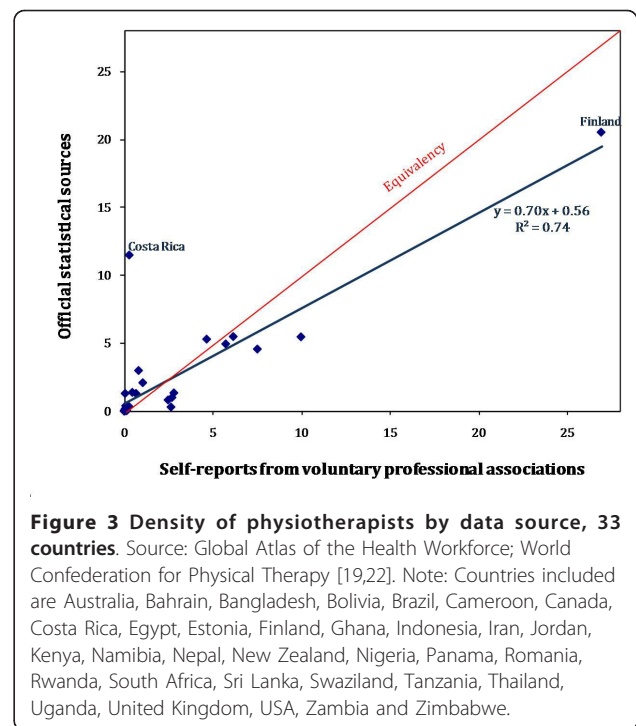 25
20
15
10
5
0
Official statistical sources
Costa Rica
Equivalency
Finland
y = 0.70x + 0.56
R² = 0.74
0 5 10 15 20 25
Self-reports from voluntary professional associations
Figure 3 Density of physiotherapists by data source, 33
countries. Source: Global Atlas of the Health Workforce; World
Confederation for Physical Therapy [19,22]. Note: Countries included
are Australia, Bahrain, Bangladesh, Bolivia, Brazil, Cameroon, Canada,
Costa Rica, Egypt, Estonia, Finland, Ghana, Indonesia, Iran, Jordan,
Kenya, Namibia, Nepal, New Zealand, Nigeria, Panama, Romania,
Rwanda, South Africa, Sri Lanka, Swaziland, Tanzania, Thailand,
Uganda, United Kingdom, USA, Zambia and Zimbabwe.